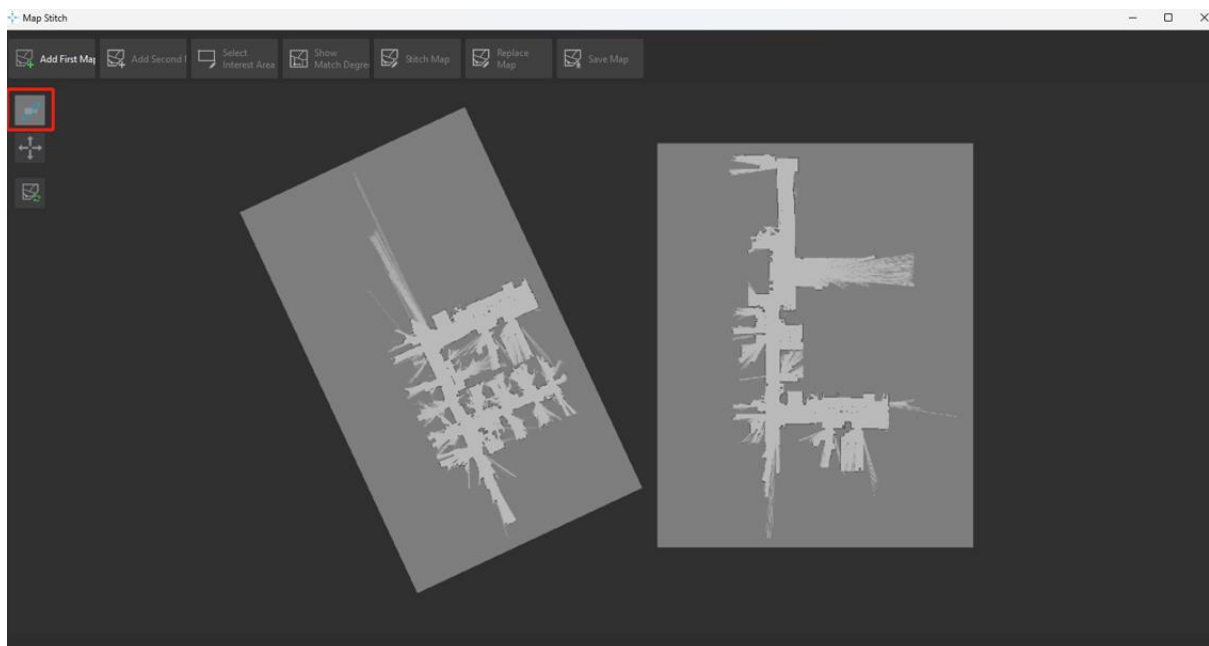 Map Stitch
Add First Map
Add Second
Select
Interest Area
Show
Match Degre
Stitch Map
Replace
Map
Save Map